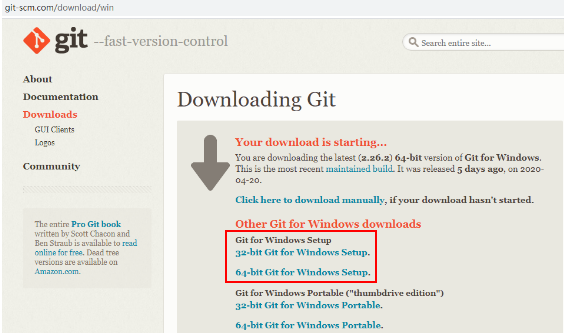 git-scm.com/download/win
git --fast-version-control
Search entire site...
About
Documentation
Downloads
GUI Clients
Logos
Community
The entire Pro Git book
written by Scott Chacon and
Ben Straub is available to read
online for free. Dead tree
versions are available on
Amazon.com.
Downloading Git
Your download is starting...
You are downloading the latest (2.26.2) 64-bit version of Git for Windows.
This is the most recent maintained build. It was released 5 days ago, on 2020-
04-20.
Click here to download manually, if your download hasn't started.
Other Git for Windows downloads
Git for Windows Setup
32-bit Git for Windows Setup.
64-bit Git for Windows Setup.
Git for Windows Portable ("thumbdrive edition")
32-bit Git for Windows Portable.
64-bit Git for Windows Portable.